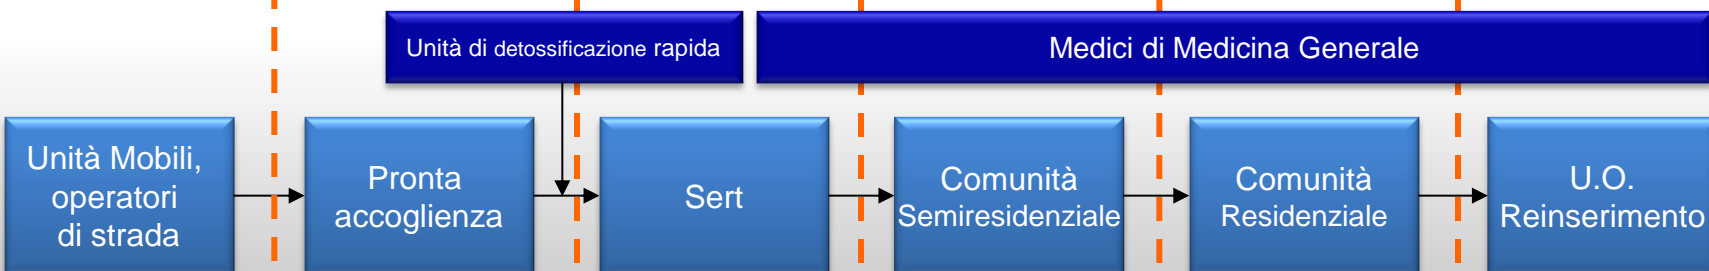 Unità di detossificazione rapida
Medici di Medicina Generale
Unità Mobili,
operatori
di strada
Pronta
accoglienza
Sert
Comunità
Semiresidenziale
Comunità
Residenziale
U.O.
Reinserimento